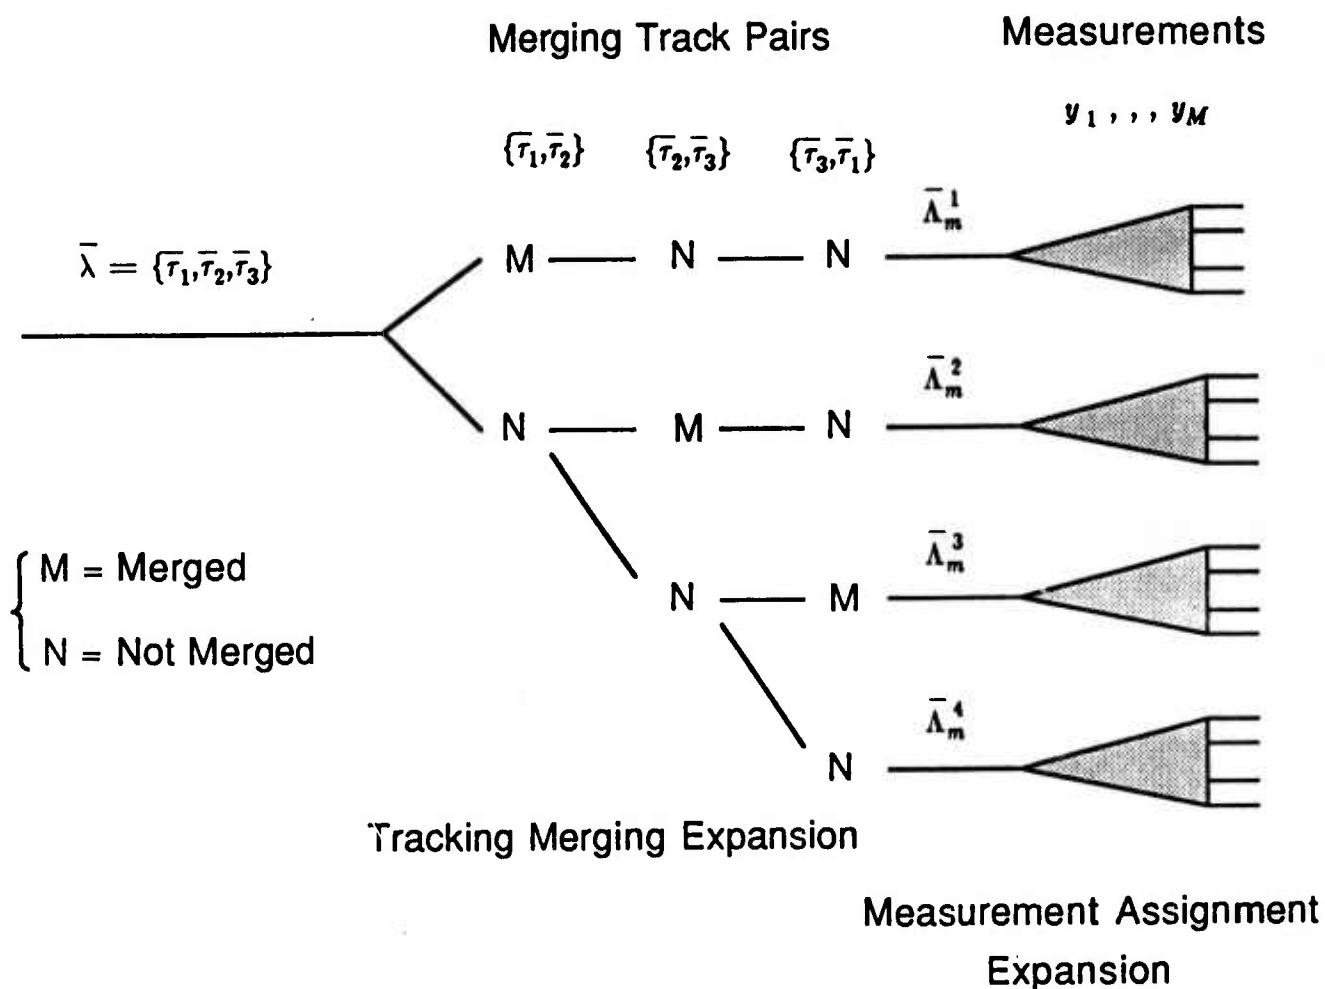 Merging Track Pairs
Measurements
y₁ , , , y_M
{τ̄₁,τ̄₂} {τ̄₂,τ̄₃} {τ̄₃,τ̄₁}
λ̄ = {τ̄₁,τ̄₂,τ̄₃}
M N N Λ̄ₘ¹
N M N Λ̄ₘ²
M = Merged
N = Not Merged
N M Λ̄ₘ³
N Λ̄ₘ⁴
Tracking Merging Expansion
Measurement Assignment
Expansion